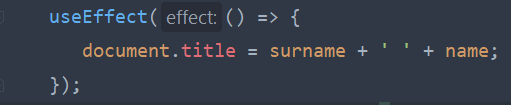 useEffect( effect: () => {
document.title = surname + ' ' + name;
});